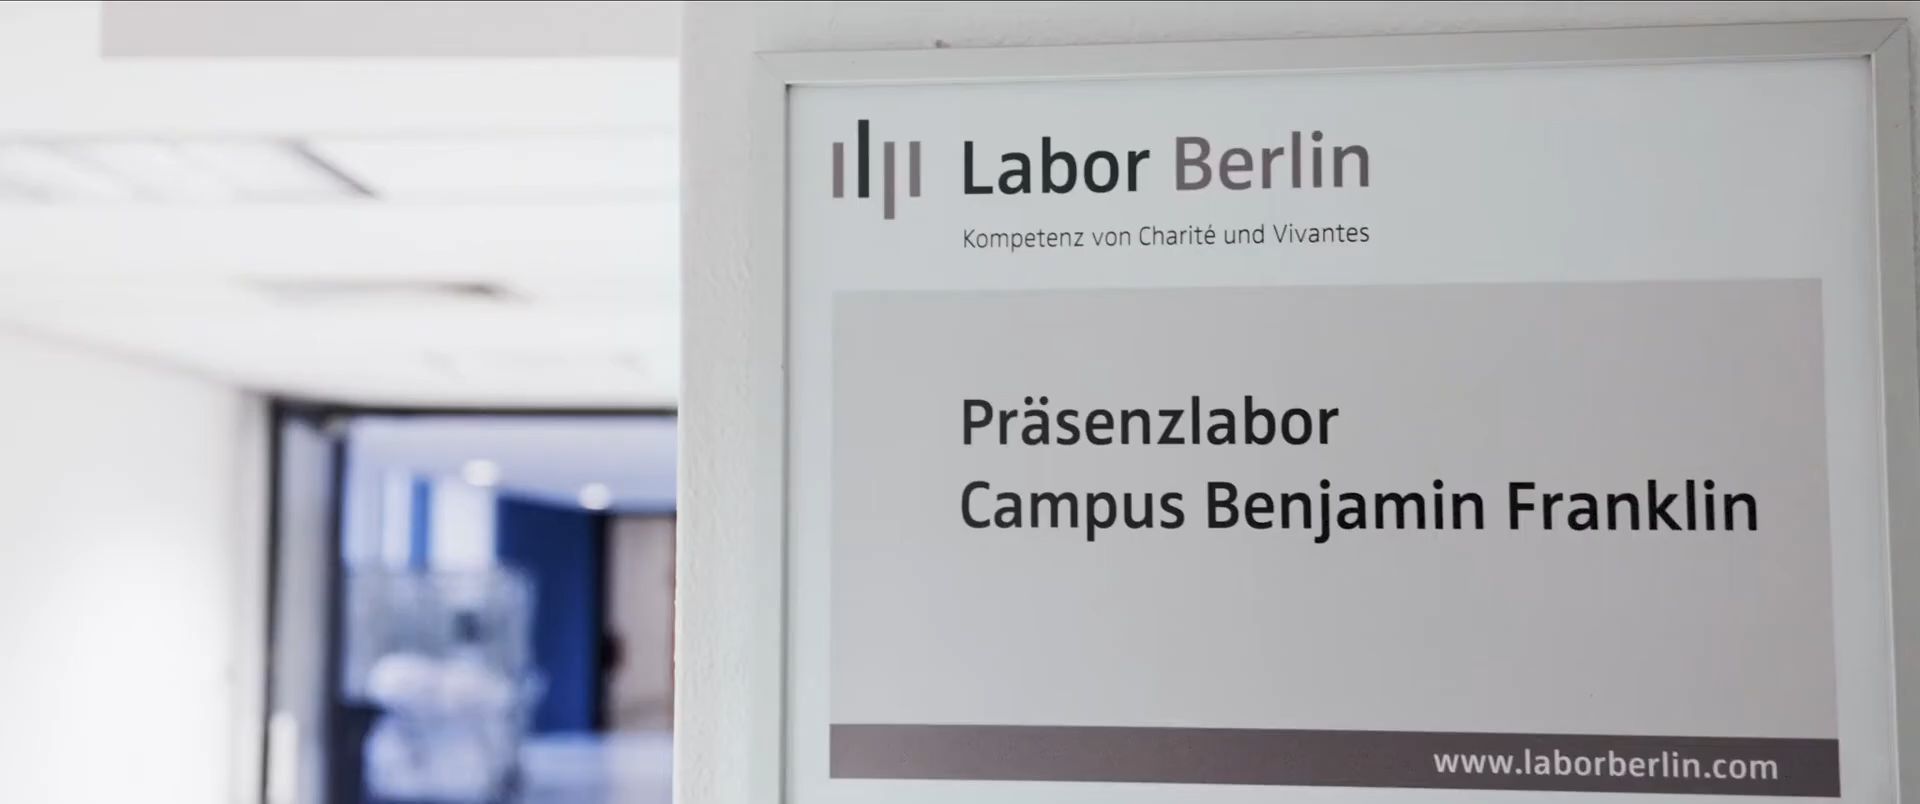 Labor Berlin
Kompetenz von Charité und Vivantes
Präsenzlabor
Campus Benjamin Franklin
www.laborberlin.com